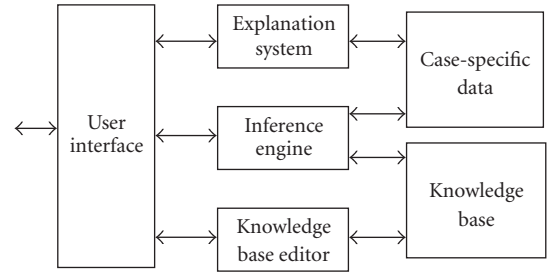 User
interface
Explanation
system
Inference
engine
Knowledge
base editor
Case-specific
data
Knowledge
base